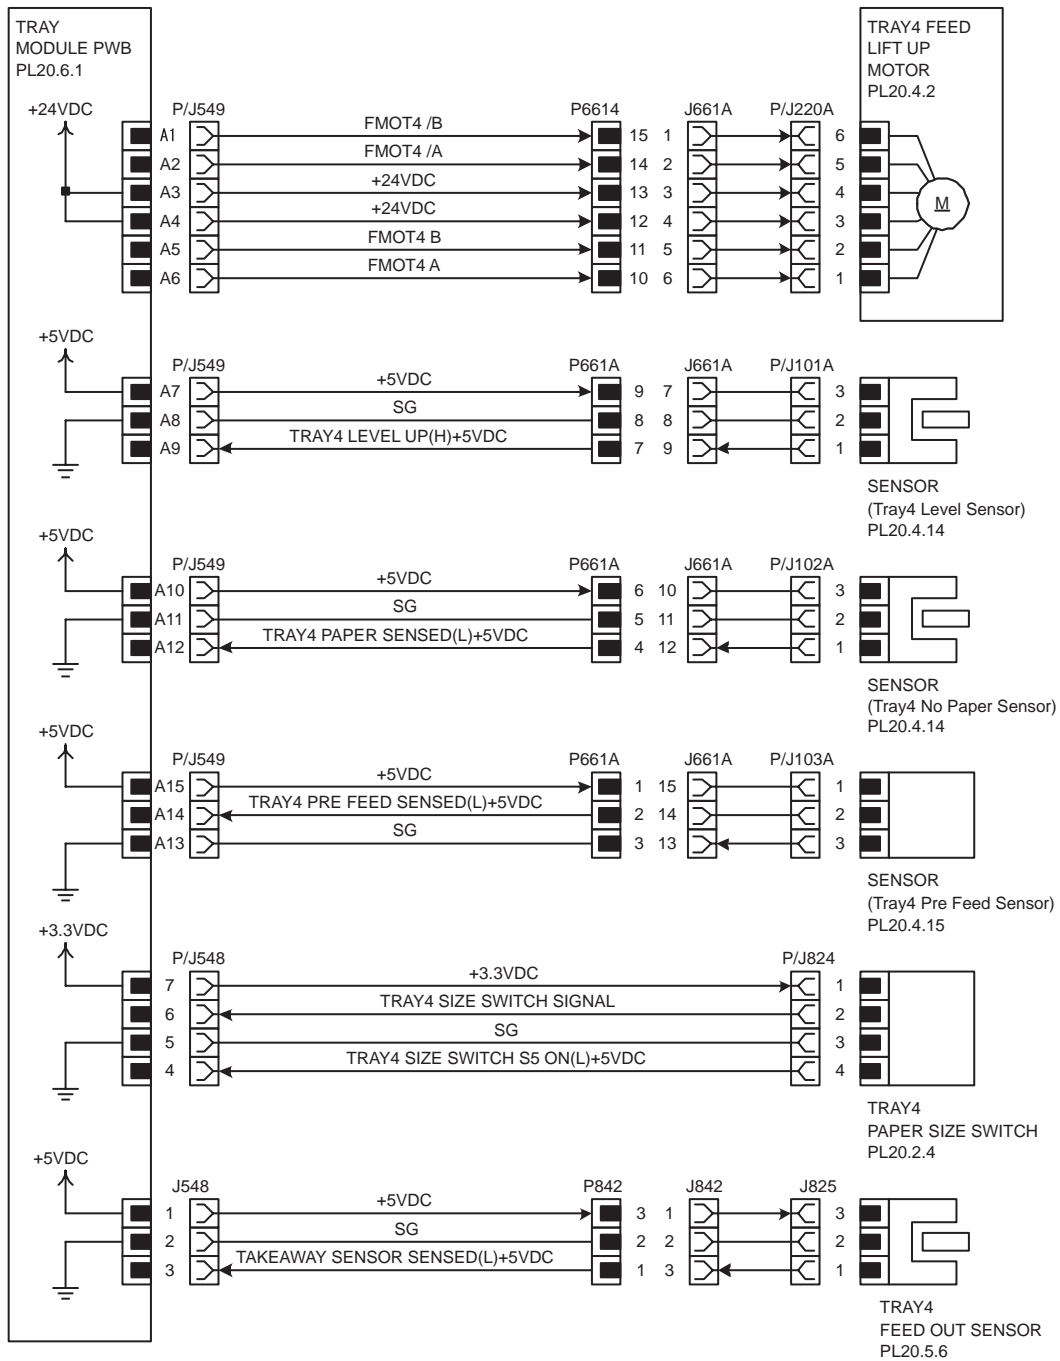 TRAY
MODULE PWB
PL20.6.1
TRAY4 FEED
LIFT UP
MOTOR
PL20.4.2
+24VDC
P/J549
P6614
J661A
P/J220A
A1
FMOT4 /B
15 1
6
A2
FMOT4 /A
14 2
5
A3
+24VDC
13 3
4
M
A4
+24VDC
12 4
3
A5
FMOT4 B
11 5
2
A6
FMOT4 A
10 6
1
+5VDC
P/J549
P661A
J661A
P/J101A
A7
+5VDC
9 7
3
A8
SG
8 8
2
A9
TRAY4 LEVEL UP(H)+5VDC
7 9
1
SENSOR
(Tray4 Level Sensor)
PL20.4.14
+5VDC
P/J549
P661A
J661A
P/J102A
A10
+5VDC
6 10
3
A11
SG
5 11
2
A12
TRAY4 PAPER SENSED(L)+5VDC
4 12
1
SENSOR
(Tray4 No Paper Sensor)
PL20.4.14
+5VDC
P/J549
P661A
J661A
P/J103A
A15
+5VDC
1 15
1
A14
TRAY4 PRE FEED SENSED(L)+5VDC
2 14
2
A13
SG
3 13
3
SENSOR
(Tray4 Pre Feed Sensor)
PL20.4.15
+3.3VDC
P/J548
P/J824
7
+3.3VDC
1
6
TRAY4 SIZE SWITCH SIGNAL
2
5
SG
3
4
TRAY4 SIZE SWITCH S5 ON(L)+5VDC
4
TRAY4
PAPER SIZE SWITCH
PL20.2.4
+5VDC
J548
P842
J842
J825
1
+5VDC
3 1
3
2
SG
2 2
2
3
TAKEAWAY SENSOR SENSED(L)+5VDC
1 3
1
TRAY4
FEED OUT SENSOR
PL20.5.6